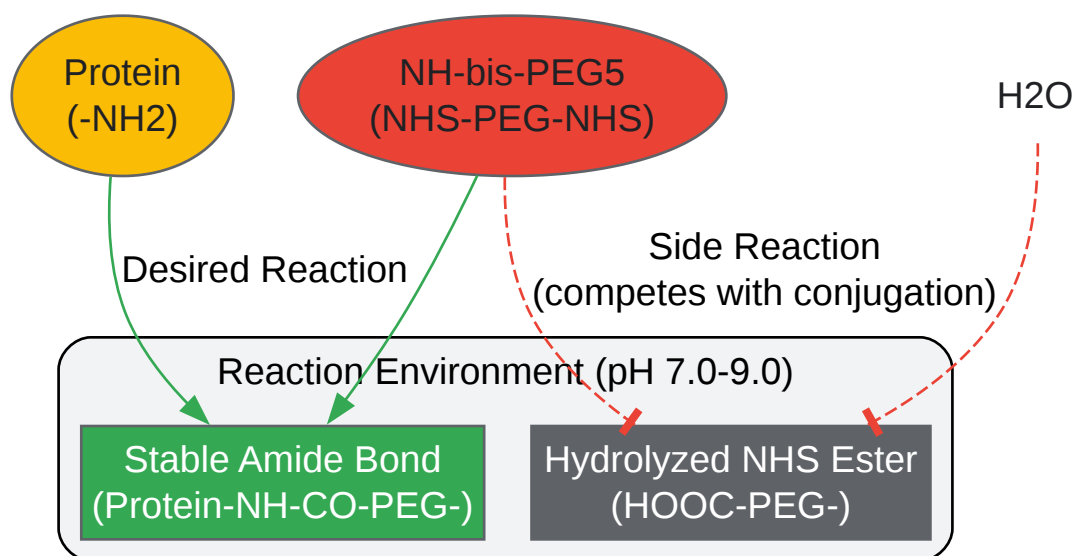 Protein
(-NH2)
NH-bis-PEG5
(NHS-PEG-NHS)
H2O
Desired Reaction
Side Reaction
(competes with conjugation)
Reaction Environment (pH 7.0-9.0)
Stable Amide Bond
(Protein-NH-CO-PEG-)
Hydrolyzed NHS Ester
(HOOC-PEG-)